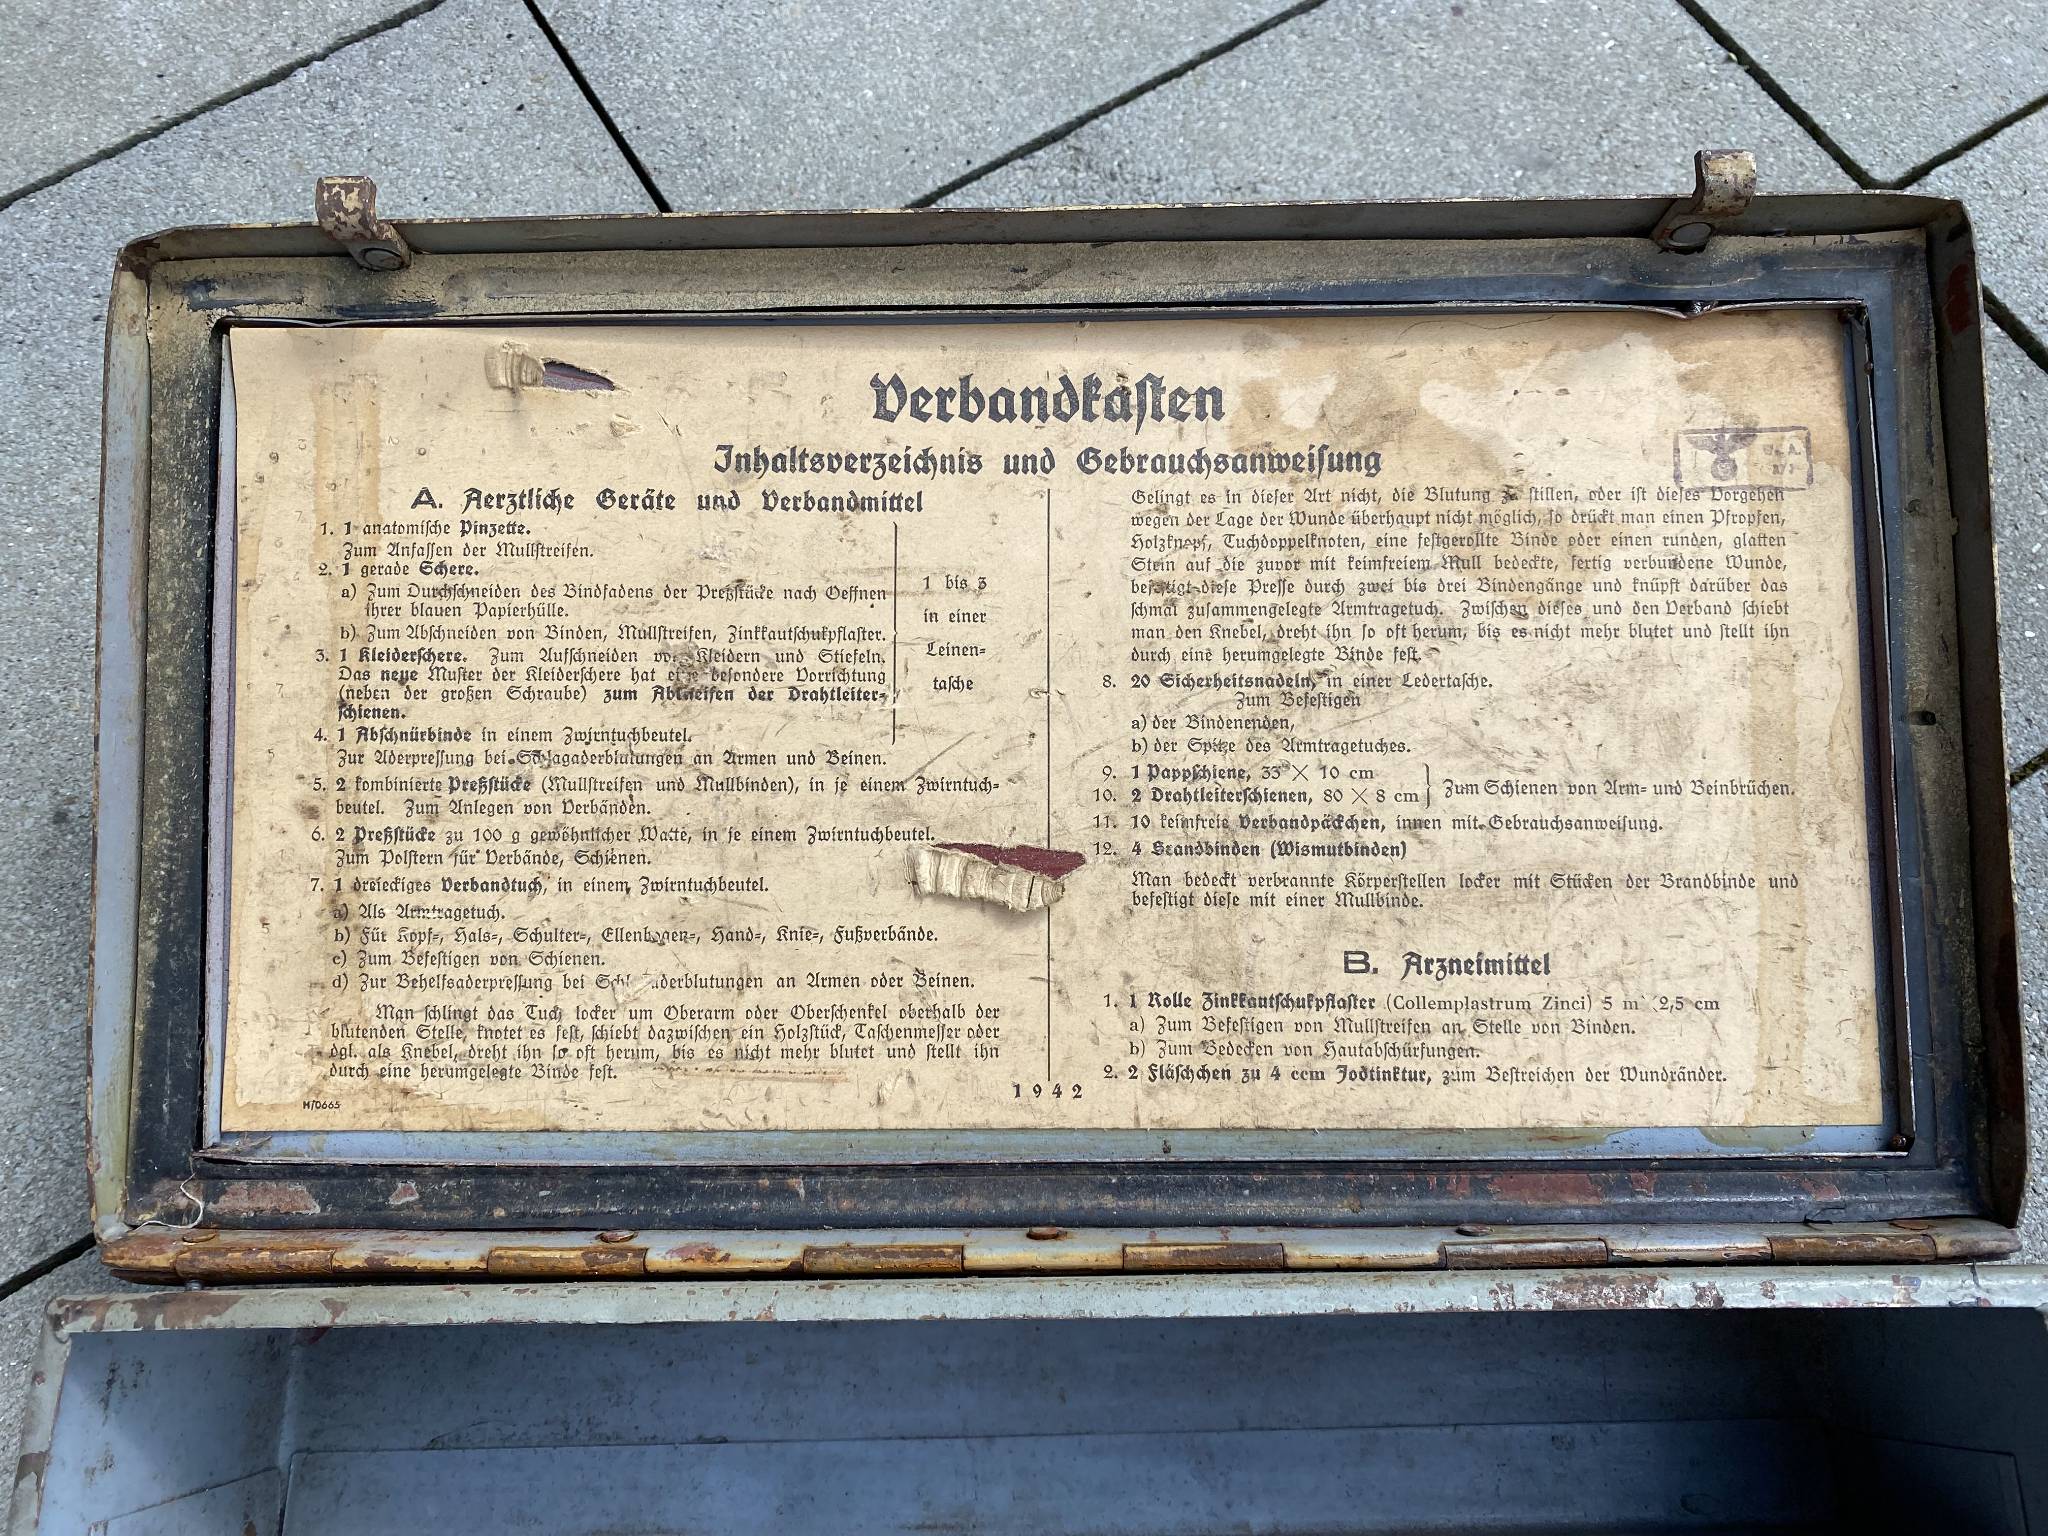 Verbandkasten
Inhaltsverzeichnis und Gebrauchsanweisung
A. Aerztliche Geräte und Verbandmittel
1. 1 anatomische Pinzette.
Zum Anfassen der Mullstreifen.
2. 1 gerade Schere.
a) Zum Durchschneiden des Bindfadens der Preßstücke nach Oeffnen
ihrer blauen Papierhülle.
b) Zum Abschneiden von Binden, Mullstreifen, Zinkkautschukpflaster.
3. 1 Kleiderschere. Zum Aufschneiden von Kleidern und Stiefeln.
Das neue Muster der Kleiderschere hat eine besondere Vorrichtung
(neben der großen Schraube) zum Abkneifen der Drahtleiter-
schienen.
1 bis 3
in einer
Leinen-
tasche
4. 1 Abschnürbinde in einem Zwirntuchbeutel.
Zur Aderpressung bei Schlagaderblutungen an Armen und Beinen.
5. 2 kombinierte Preßstücke (Mullstreifen und Mullbinden), in je einem Zwirntuch-
beutel. Zum Anlegen von Verbänden.
6. 2 Preßstücke zu 100 g gewöhnlicher Watte, in je einem Zwirntuchbeutel.
Zum Polstern für Verbände, Schienen.
7. 1 dreieckiges Verbandtuch, in einem Zwirntuchbeutel.
a) Als Armtragetuch.
b) Für Kopf-, Hals-, Schulter-, Ellenbogen-, Hand-, Knie-, Fußverbände.
c) Zum Befestigen von Schienen.
d) Zur Behelfsaderpressung bei Schlagaderblutungen an Armen oder Beinen.
Man schlingt das Tuch locker um Oberarm oder Oberschenkel oberhalb der
blutenden Stelle, knotet es fest, schiebt dazwischen ein Holzstück, Taschenmesser oder
dgl. als Knebel, dreht ihn so oft herum, bis es nicht mehr blutet und stellt ihn
durch eine herumgelegte Binde fest.
H/0665
1942
Gelingt es in dieser Art nicht, die Blutung zu stillen, oder ist dieses Vorgehen
wegen der Lage der Wunde überhaupt nicht möglich, so drückt man einen Pfropfen,
Holzknopf, Tuchdoppelknoten, eine festgerollte Binde oder einen runden, glatten
Stein auf die zuvor mit keimfreiem Mull bedeckte, fertig verbundene Wunde,
befestigt diese Presse durch zwei bis drei Bindengänge und knüpft darüber das
schmal zusammengelegte Armtragetuch. Zwischen dieses und den Verband schiebt
man den Knebel, dreht ihn so oft herum, bis es nicht mehr blutet und stellt ihn
durch eine herumgelegte Binde fest.
8. 20 Sicherheitsnadeln, in einer Ledertasche.
Zum Befestigen
a) der Bindenenden,
b) der Spitze des Armtragetuches.
9. 1 Pappschiene, 33 × 10 cm
10. 2 Drahtleiterschienen, 80 × 8 cm
Zum Schienen von Arm- und Beinbrüchen.
11. 10 keimfreie Verbandpäckchen, innen mit Gebrauchsanweisung.
12. 4 Brandbinden (Wismutbinden)
Man bedeckt verbrannte Körperstellen locker mit Stücken der Brandbinde und
befestigt diese mit einer Mullbinde.
B. Arzneimittel
1. 1 Rolle Zinkkautschukpflaster (Collemplastrum Zinci) 5 m 2,5 cm
a) Zum Befestigen von Mullstreifen an Stelle von Binden.
b) Zum Bedecken von Hautabschürfungen.
2. 2 Fläschchen zu 4 ccm Jodtinktur, zum Bestreichen der Wundränder.